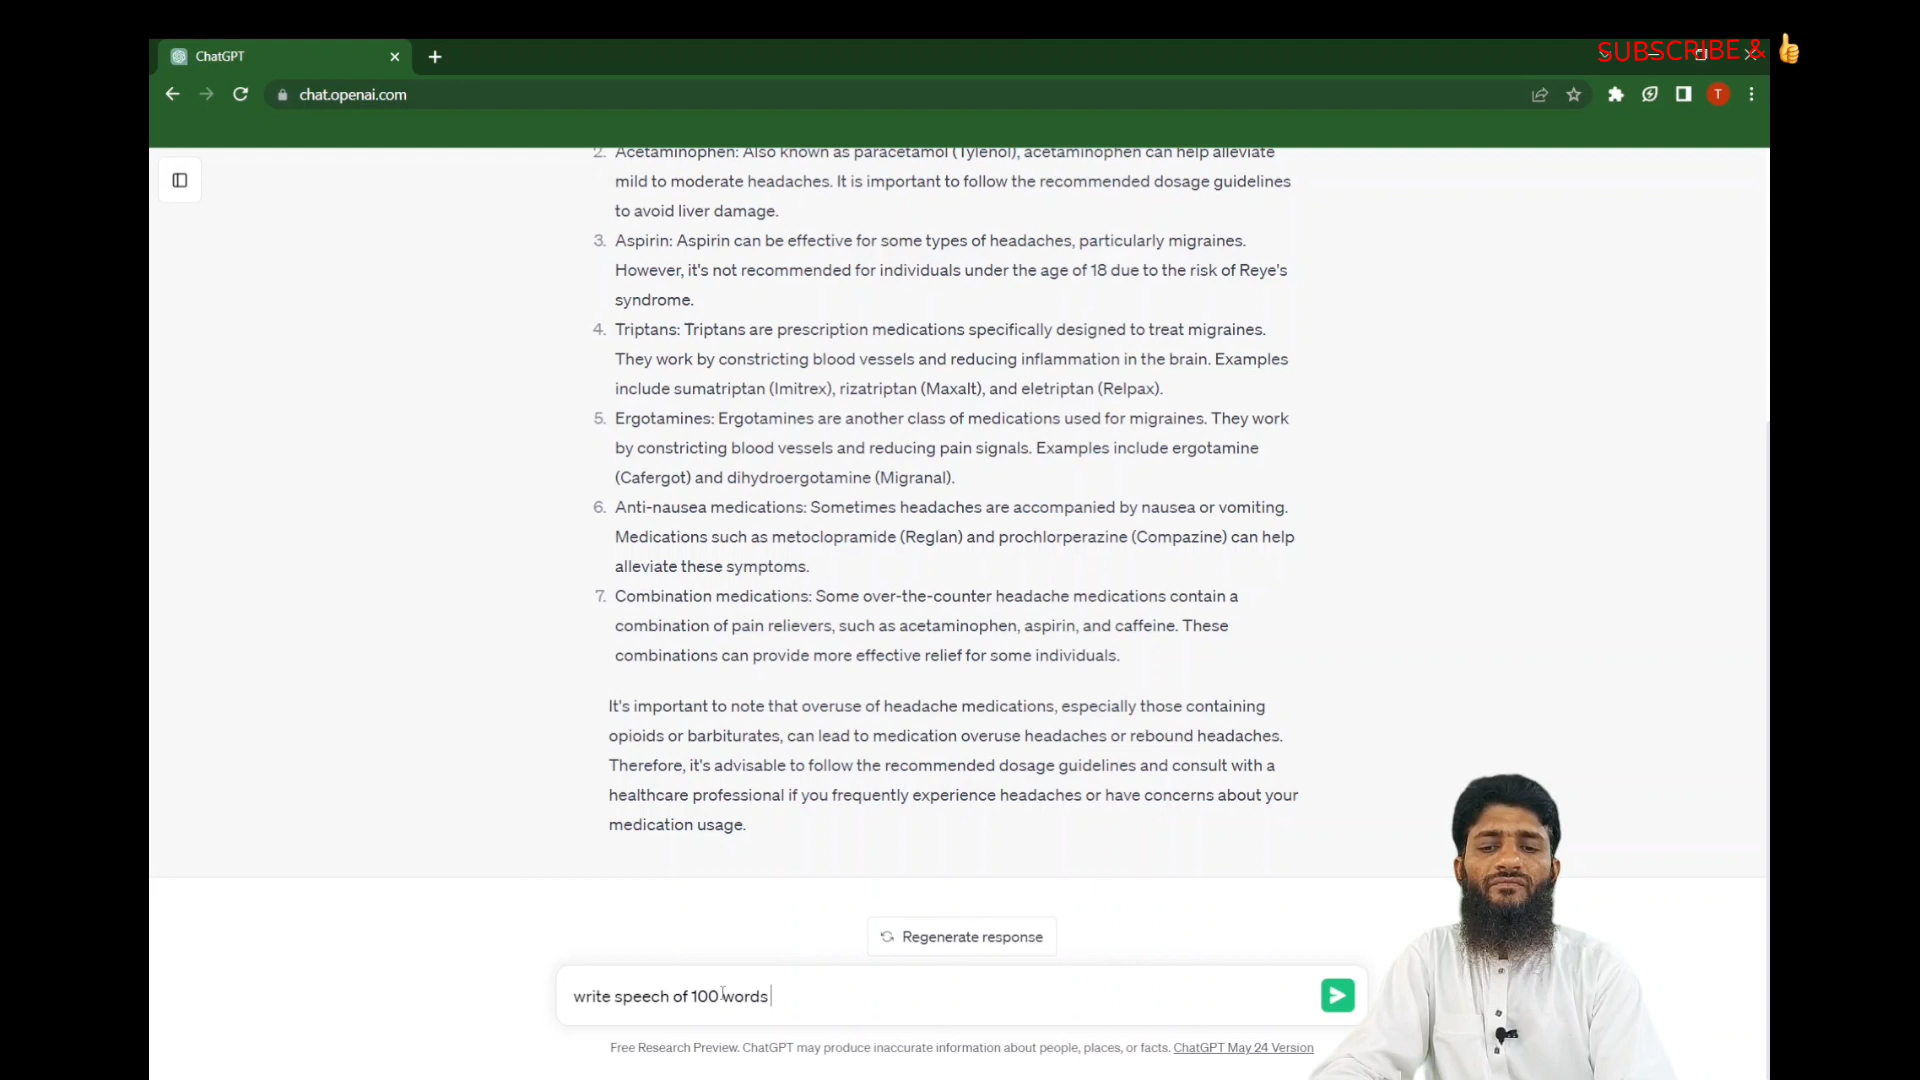 SUBSCRIBE & 👍
ChatGPT
chat.openai.com
T
2. Acetaminophen: Also known as paracetamol (Tylenol), acetaminophen can help alleviate
mild to moderate headaches. It is important to follow the recommended dosage guidelines
to avoid liver damage.
3. Aspirin: Aspirin can be effective for some types of headaches, particularly migraines.
However, it's not recommended for individuals under the age of 18 due to the risk of Reye's
syndrome.
4. Triptans: Triptans are prescription medications specifically designed to treat migraines.
They work by constricting blood vessels and reducing inflammation in the brain. Examples
include sumatriptan (Imitrex), rizatriptan (Maxalt), and eletriptan (Relpax).
5. Ergotamines: Ergotamines are another class of medications used for migraines. They work
by constricting blood vessels and reducing pain signals. Examples include ergotamine
(Cafergot) and dihydroergotamine (Migranal).
6. Anti-nausea medications: Sometimes headaches are accompanied by nausea or vomiting.
Medications such as metoclopramide (Reglan) and prochlorperazine (Compazine) can help
alleviate these symptoms.
7. Combination medications: Some over-the-counter headache medications contain a
combination of pain relievers, such as acetaminophen, aspirin, and caffeine. These
combinations can provide more effective relief for some individuals.
It's important to note that overuse of headache medications, especially those containing
opioids or barbiturates, can lead to medication overuse headaches or rebound headaches.
Therefore, it's advisable to follow the recommended dosage guidelines and consult with a
healthcare professional if you frequently experience headaches or have concerns about your
medication usage.
Regenerate response
write speech of 100 words
Free Research Preview. ChatGPT may produce inaccurate information about people, places, or facts. ChatGPT May 24 Version